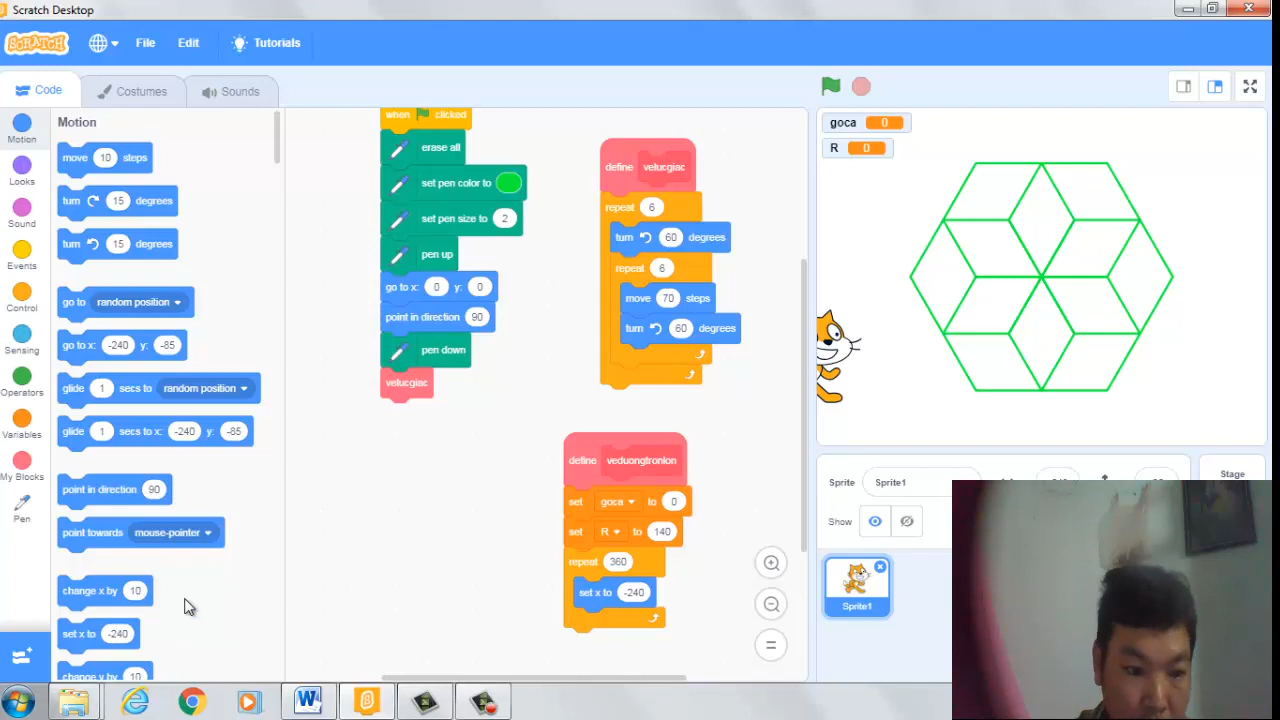 Scratch Desktop
SCRATCH File Edit Tutorials
Code Costumes Sounds
Motion
Looks
Sound
Events
Control
Sensing
Operators
Variables
My Blocks
Pen
Motion
move 10 steps
turn 15 degrees
turn 15 degrees
go to random position
go to x: -240 y: -85
glide 1 secs to random position
glide 1 secs to x: -240 y: -85
point in direction 90
point towards mouse-pointer
change x by 10
set x to -240
change y by 10
when clicked
erase all
set pen color to
set pen size to 2
pen up
go to x: 0 y: 0
point in direction 90
pen down
velucgiac
define velucgiac
repeat 6
turn 60 degrees
repeat 6
move 70 steps
turn 60 degrees
define veduongtronlon
set goca to 0
set R to 140
repeat 360
set x to -240
goca 0
R 0
Sprite Sprite1
Show
Sprite1
Stage